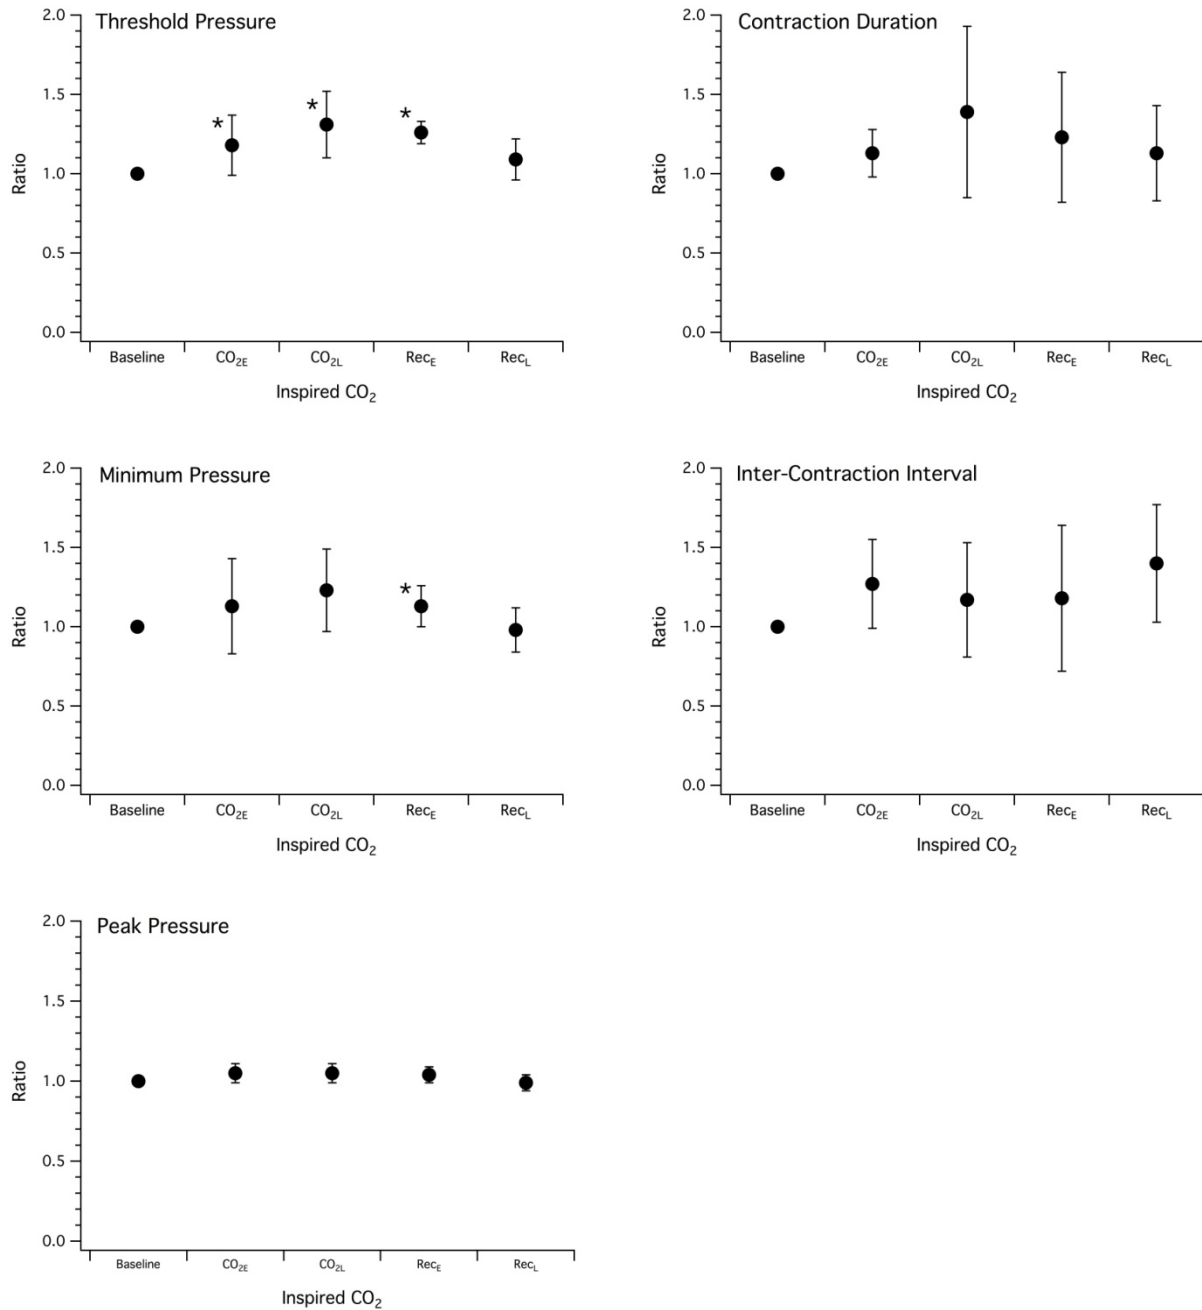 Threshold Pressure
2.0
1.5
*
*
*
1.0
0.5
0.0
Ratio
Baseline CO₂E CO₂L RecE RecL
Inspired CO₂
Contraction Duration
2.0
1.5
1.0
0.5
0.0
Ratio
Baseline CO₂E CO₂L RecE RecL
Inspired CO₂
Minimum Pressure
2.0
1.5
*
1.0
0.5
0.0
Ratio
Baseline CO₂E CO₂L RecE RecL
Inspired CO₂
Inter-Contraction Interval
2.0
1.5
1.0
0.5
0.0
Ratio
Baseline CO₂E CO₂L RecE RecL
Inspired CO₂
Peak Pressure
2.0
1.5
1.0
0.5
0.0
Ratio
Baseline CO₂E CO₂L RecE RecL
Inspired CO₂